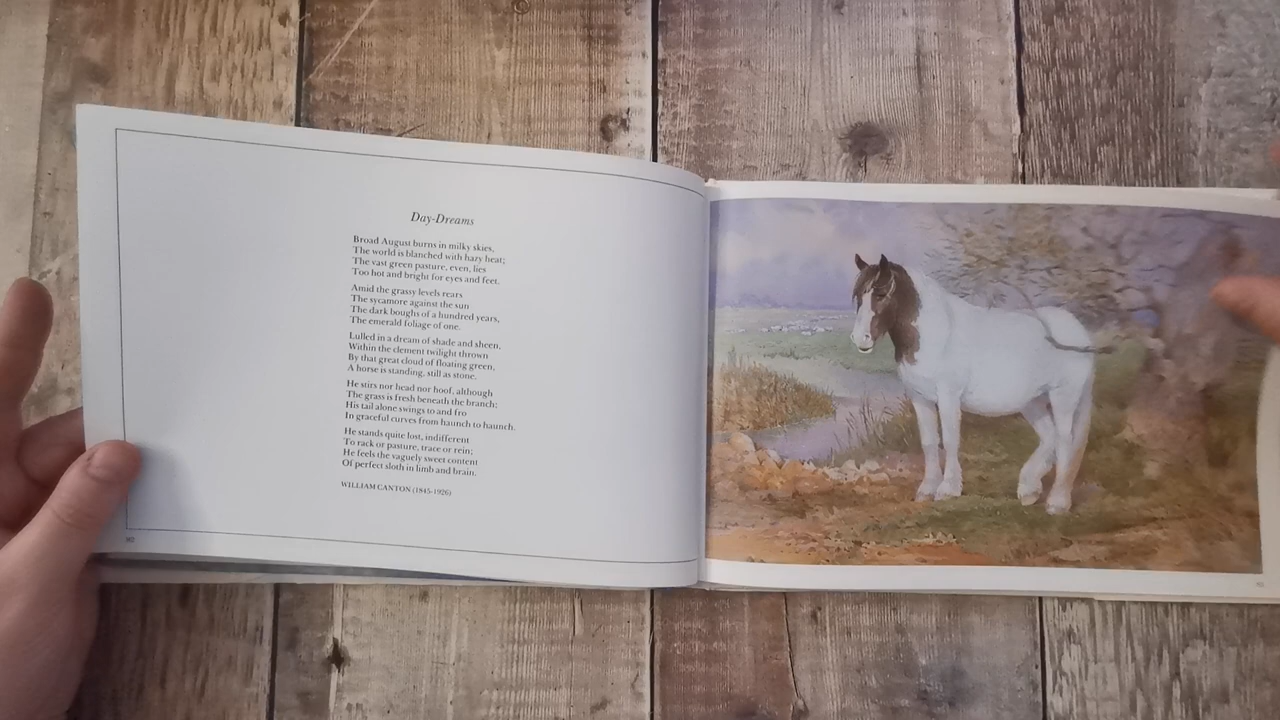 Day-Dreams
Broad August burns in milky skies,
The world is blanched with hazy heat;
The vast green pasture, even, lies
Too hot and bright for eyes and feet.
Amid the grassy levels rears
The sycamore against the sun
The dark boughs of a hundred years,
The emerald foliage of one.
Lulled in a dream of shade and sheen,
Within the clement twilight thrown
By that great cloud of floating green,
A horse is standing, still as stone.
He stirs nor head nor hoof, although
The grass is fresh beneath the branch;
His tail alone swings to and fro
In graceful curves from haunch to haunch.
He stands quite lost, indifferent
To rack or pasture, trace or rein;
He feels the vaguely sweet content
Of perfect sloth in limb and brain.
WILLIAM CANTON (1845-1926)